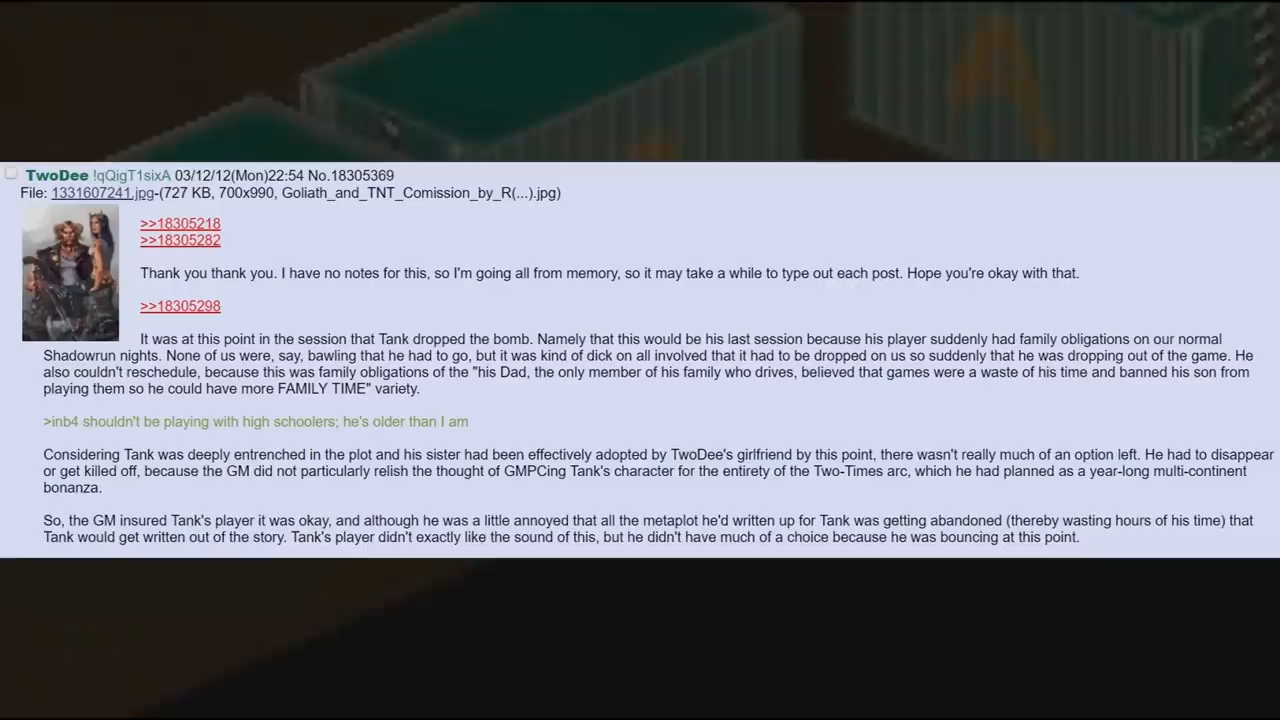 TwoDee !qQigT1sixA 03/12/12(Mon)22:54 No.18305369
File: 1331607241.jpg-(727 KB, 700x990, Goliath_and_TNT_Comission_by_R(...).jpg)
>>18305218
>>18305282
Thank you thank you. I have no notes for this, so I'm going all from memory, so it may take a while to type out each post. Hope you're okay with that.
>>18305298
It was at this point in the session that Tank dropped the bomb. Namely that this would be his last session because his player suddenly had family obligations on our normal
Shadowrun nights. None of us were, say, bawling that he had to go, but it was kind of dick on all involved that it had to be dropped on us so suddenly that he was dropping out of the game. He
also couldn't reschedule, because this was family obligations of the "his Dad, the only member of his family who drives, believed that games were a waste of his time and banned his son from
playing them so he could have more FAMILY TIME" variety.
>inb4 shouldn't be playing with high schoolers; he's older than I am
Considering Tank was deeply entrenched in the plot and his sister had been effectively adopted by TwoDee's girlfriend by this point, there wasn't really much of an option left. He had to disappear
or get killed off, because the GM did not particularly relish the thought of GMPCing Tank's character for the entirety of the Two-Times arc, which he had planned as a year-long multi-continent
bonanza.
So, the GM insured Tank's player it was okay, and although he was a little annoyed that all the metaplot he'd written up for Tank was getting abandoned (thereby wasting hours of his time) that
Tank would get written out of the story. Tank's player didn't exactly like the sound of this, but he didn't have much of a choice because he was bouncing at this point.